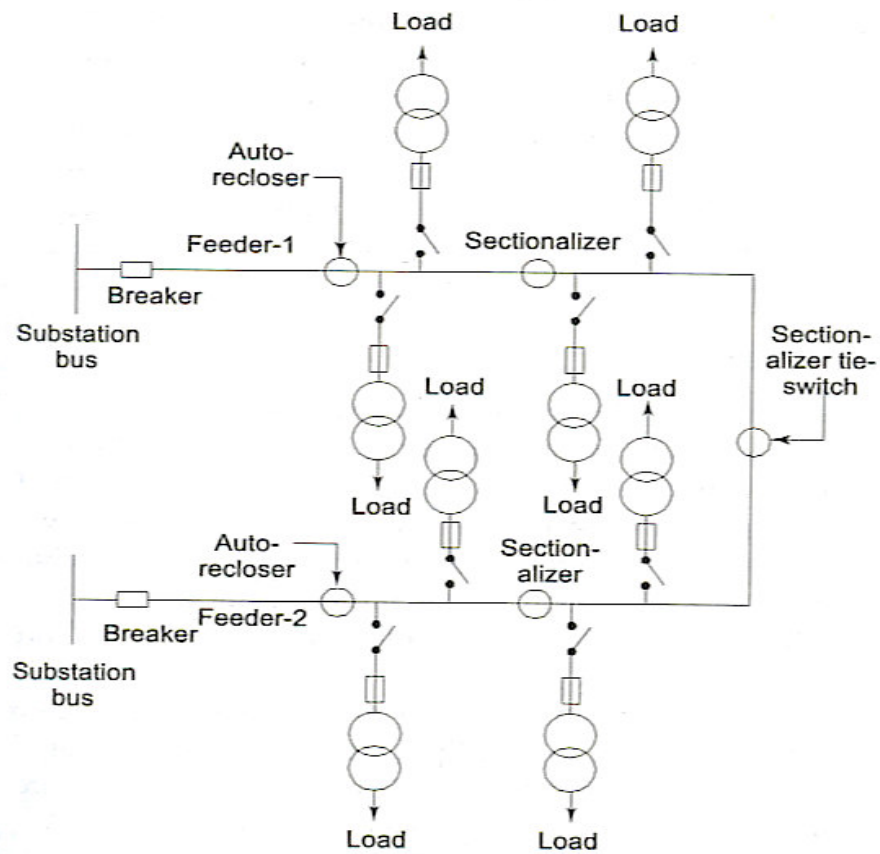 Load
Load
Auto-
recloser
Feeder-1
Sectionalizer
Breaker
Substation
bus
Section-
alizer tie-
switch
Load
Load
Load
Load
Auto-
recloser
Section-
alizer
Feeder-2
Breaker
Substation
bus
Load
Load